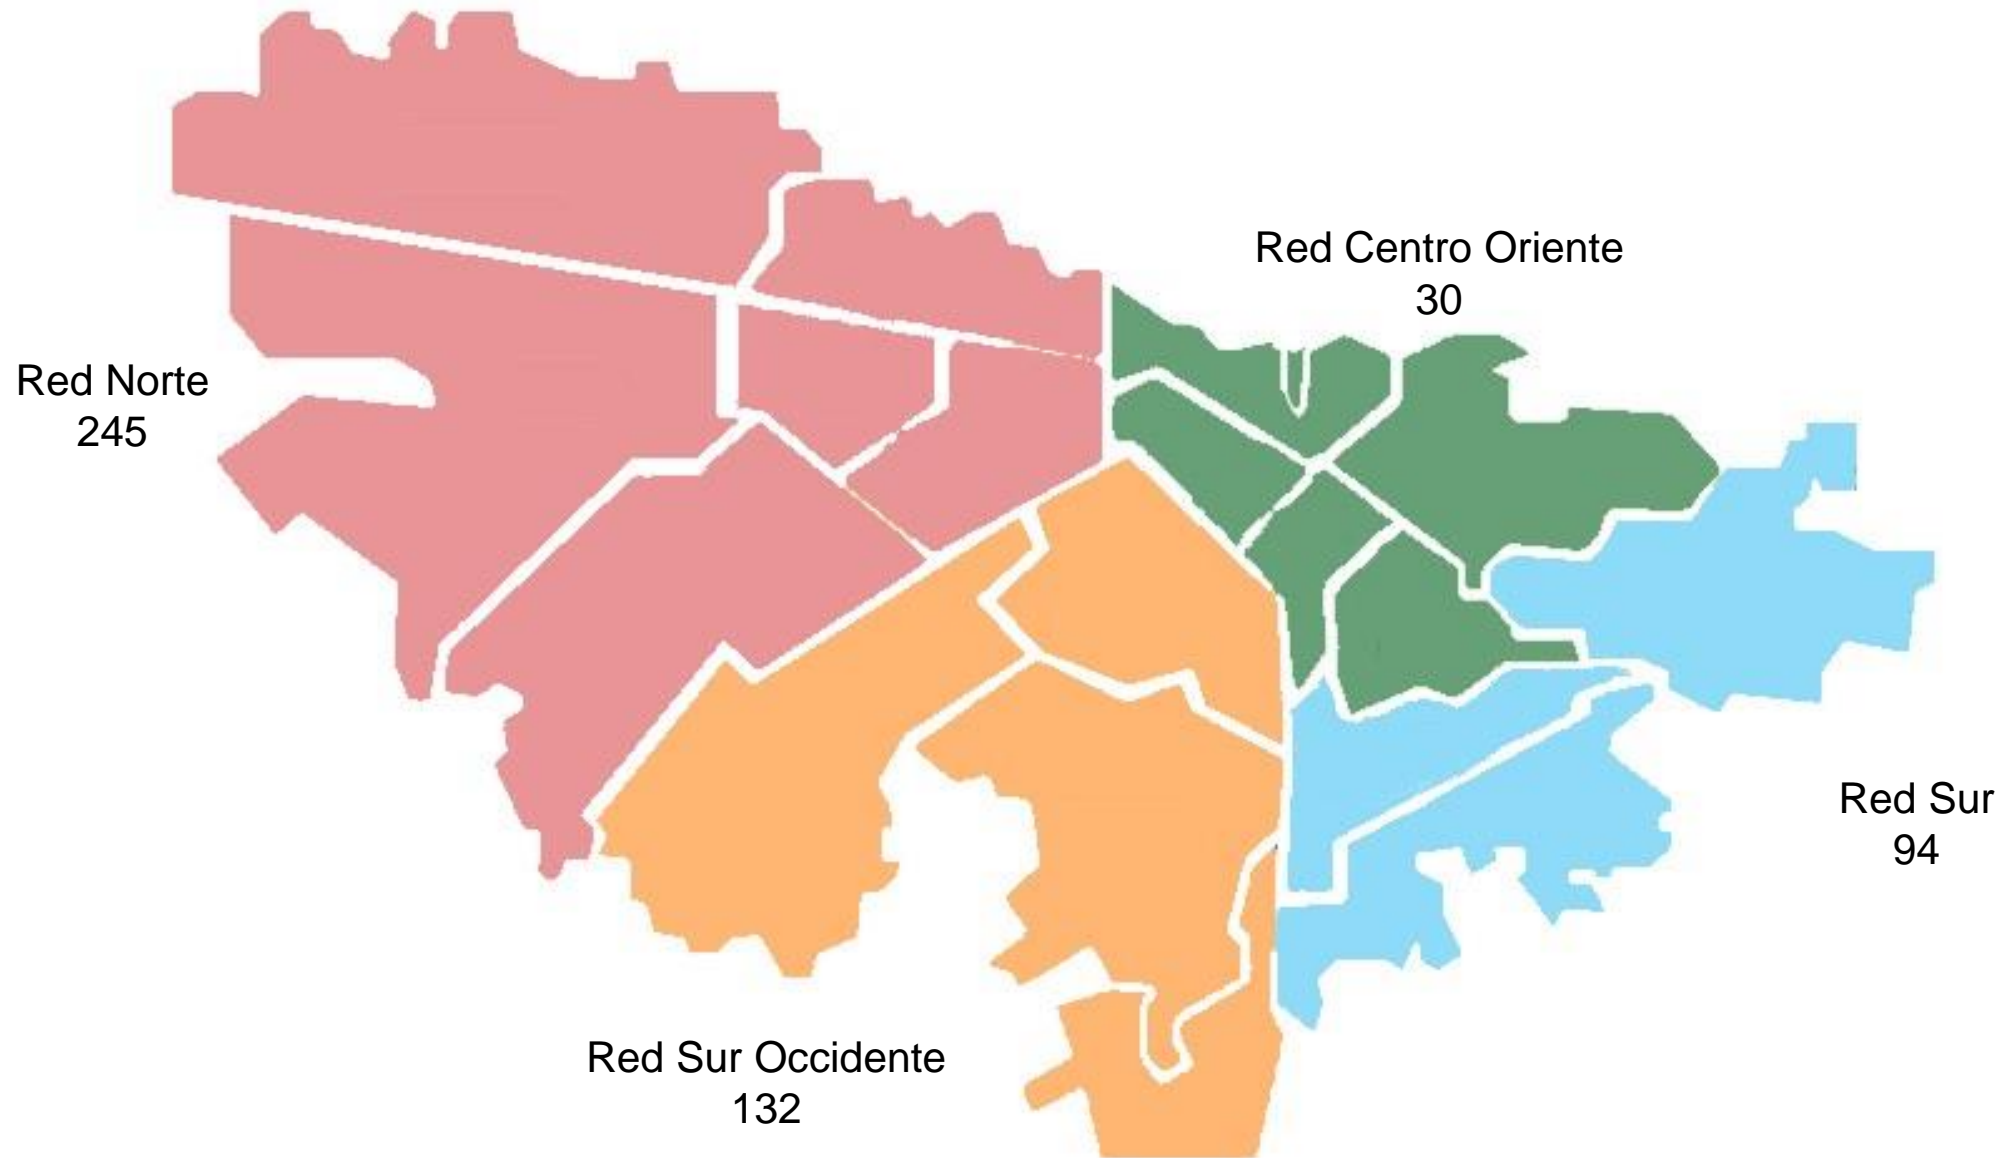 Red Centro Oriente
30
Red Norte
245
Red Sur
94
Red Sur Occidente
132